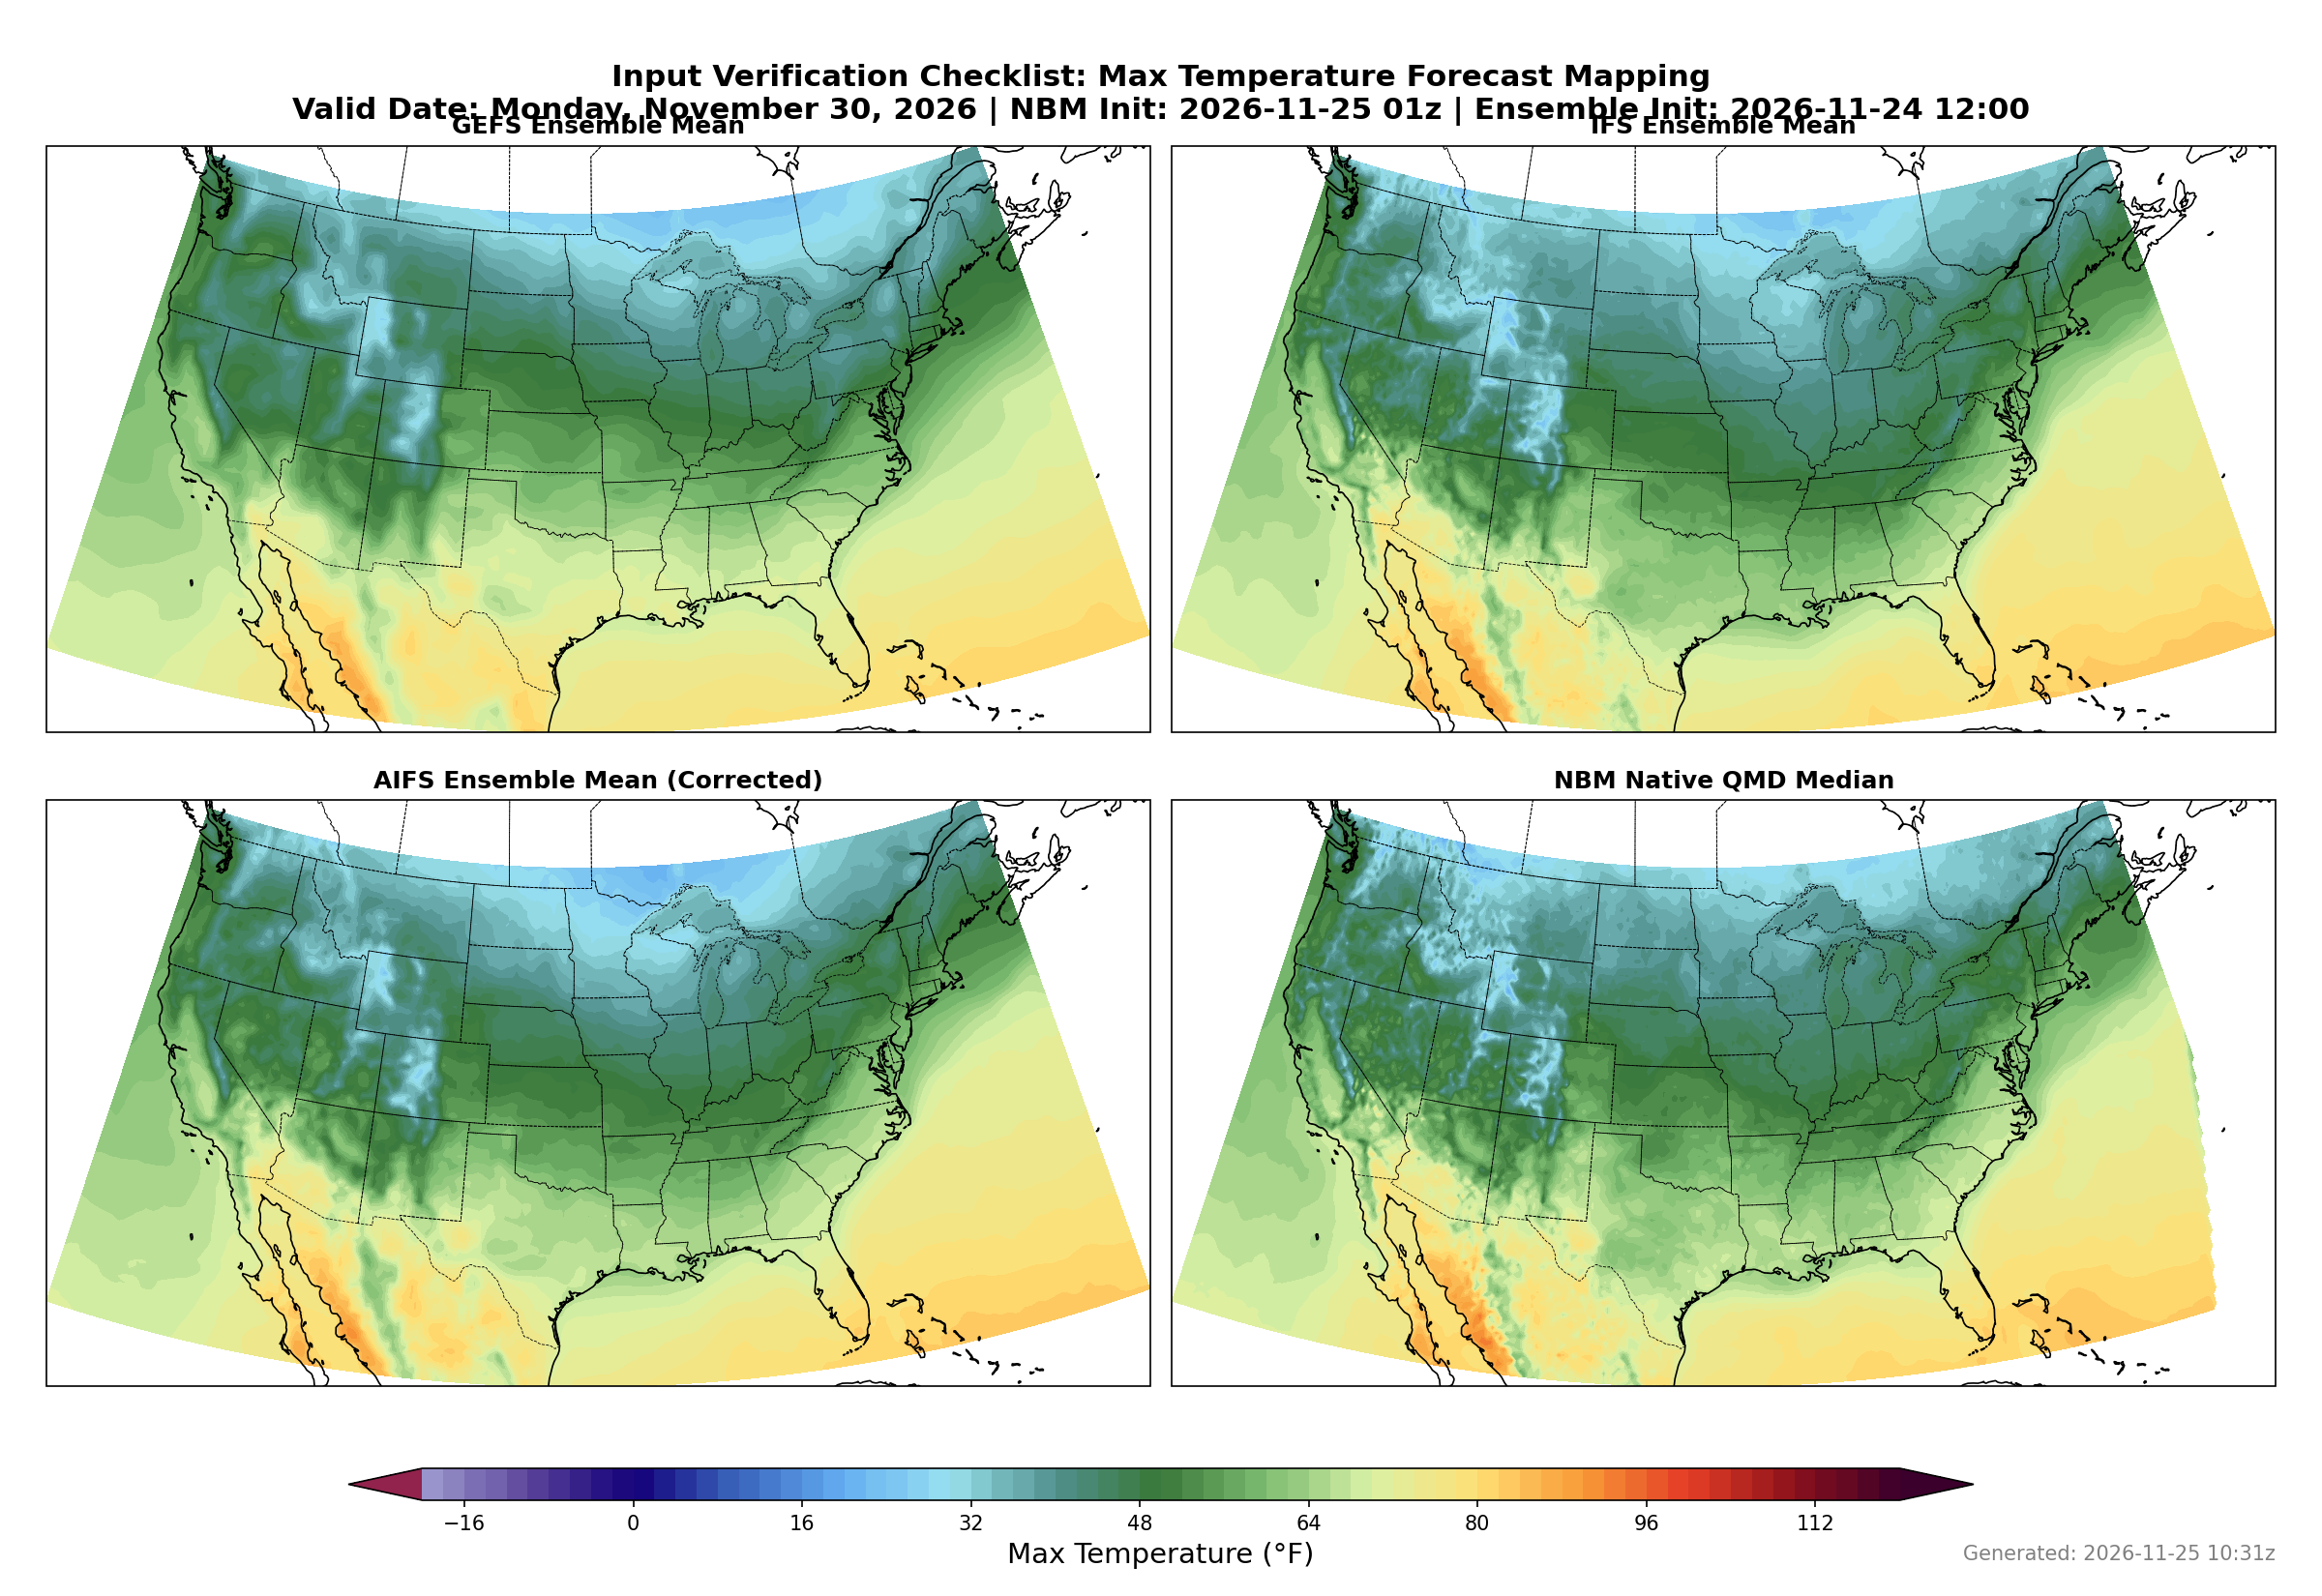 Input Verification Checklist: Max Temperature Forecast Mapping
Valid Date: Monday, November 30, 2026 | NBM Init: 2026-11-25 01z | Ensemble Init: 2026-11-24 12:00
GEFS Ensemble Mean
IFS Ensemble Mean
AIFS Ensemble Mean (Corrected)
NBM Native QMD Median
−16 0 16 32 48 64 80 96 112
Max Temperature (°F)
Generated: 2026-11-25 10:31z